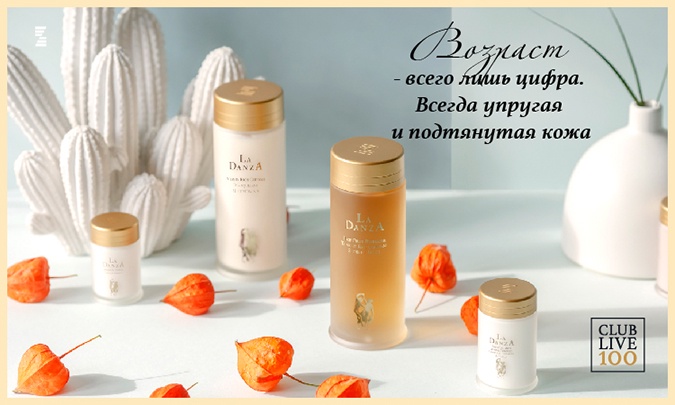 Возраст
- всего лишь цифра.
Всегда упругая
и подтянутая кожа
LA
DANZA
LA
DANZA
LA
DANZA
LA
DANZA
CLUB
LIVE
100